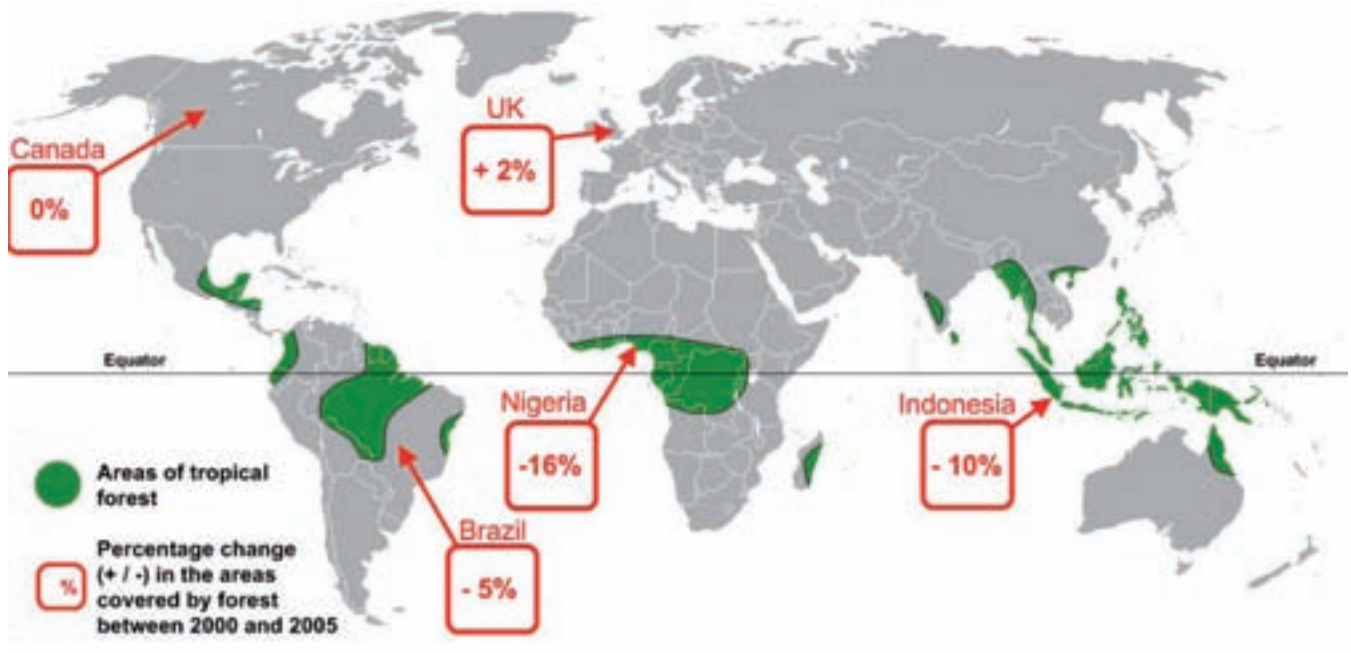 UK
+ 2%
Canada
0%
Equator
Equator
Nigeria
-16%
Indonesia
- 10%
Areas of tropical
forest
Brazil
- 5%
%
Percentage change
(+ / -) in the areas
covered by forest
between 2000 and 2005